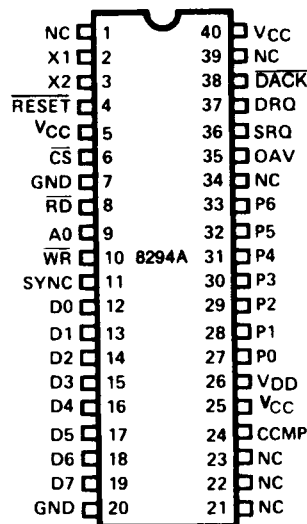 NC 1 40 VCC
X1 2 39 NC
X2 3 38 DACK
RESET 4 37 DRQ
VCC 5 36 SRQ
CS 6 35 OAV
GND 7 34 NC
RD 8 33 P6
A0 9 32 P5
WR 10 8294A 31 P4
SYNC 11 30 P3
D0 12 29 P2
D1 13 28 P1
D2 14 27 P0
D3 15 26 VDD
D4 16 25 VCC
D5 17 24 CCMP
D6 18 23 NC
D7 19 22 NC
GND 20 21 NC